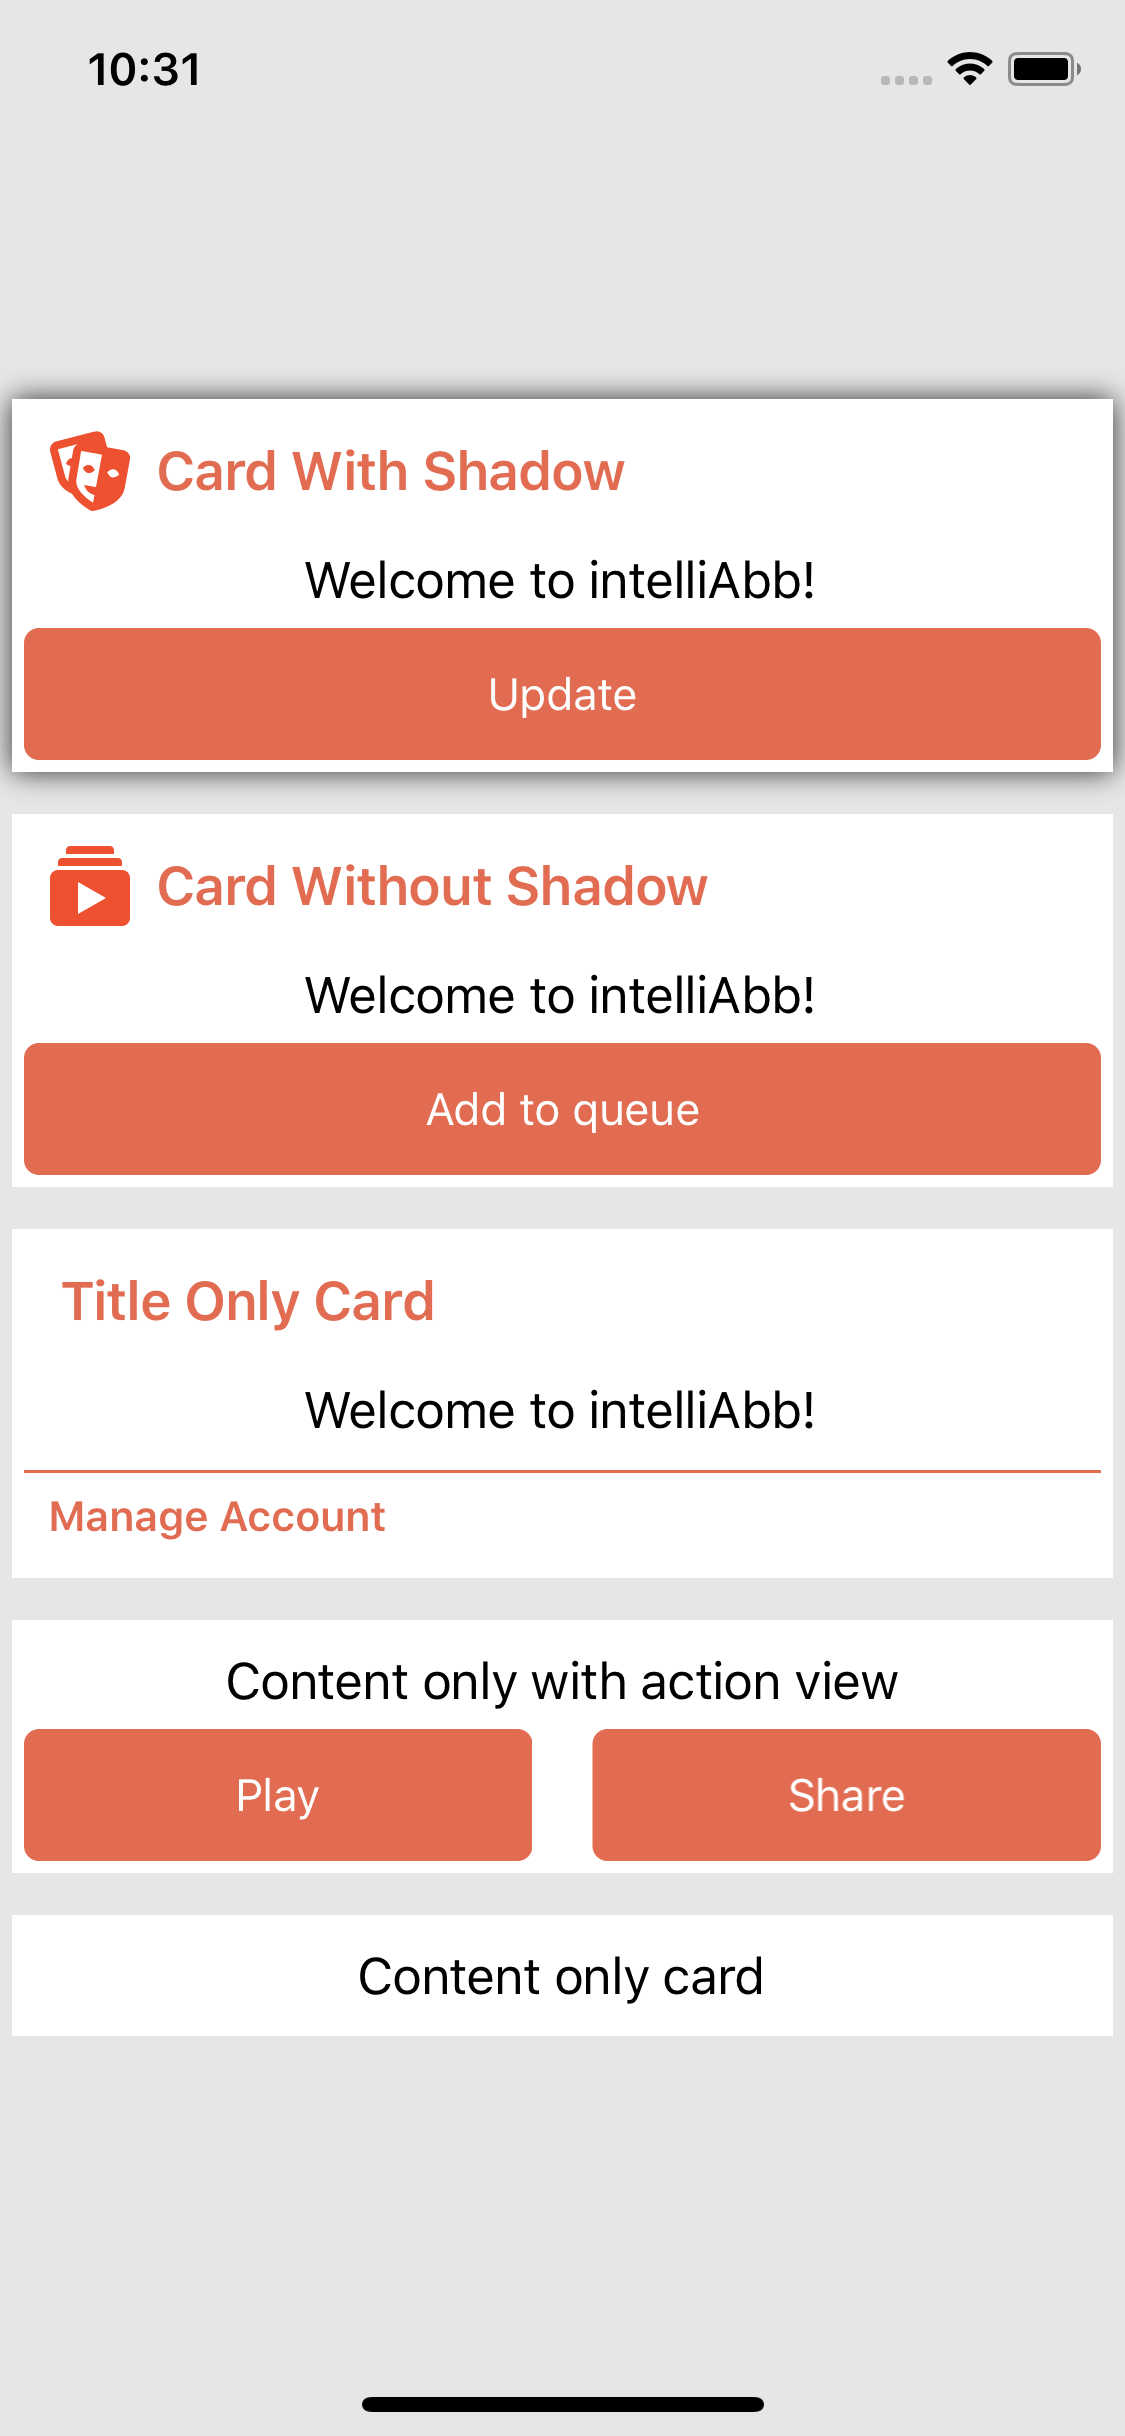 10:31
Card With Shadow
Welcome to intelliAbb!
Update
Card Without Shadow
Welcome to intelliAbb!
Add to queue
Title Only Card
Welcome to intelliAbb!
Manage Account
Content only with action view
Play
Share
Content only card